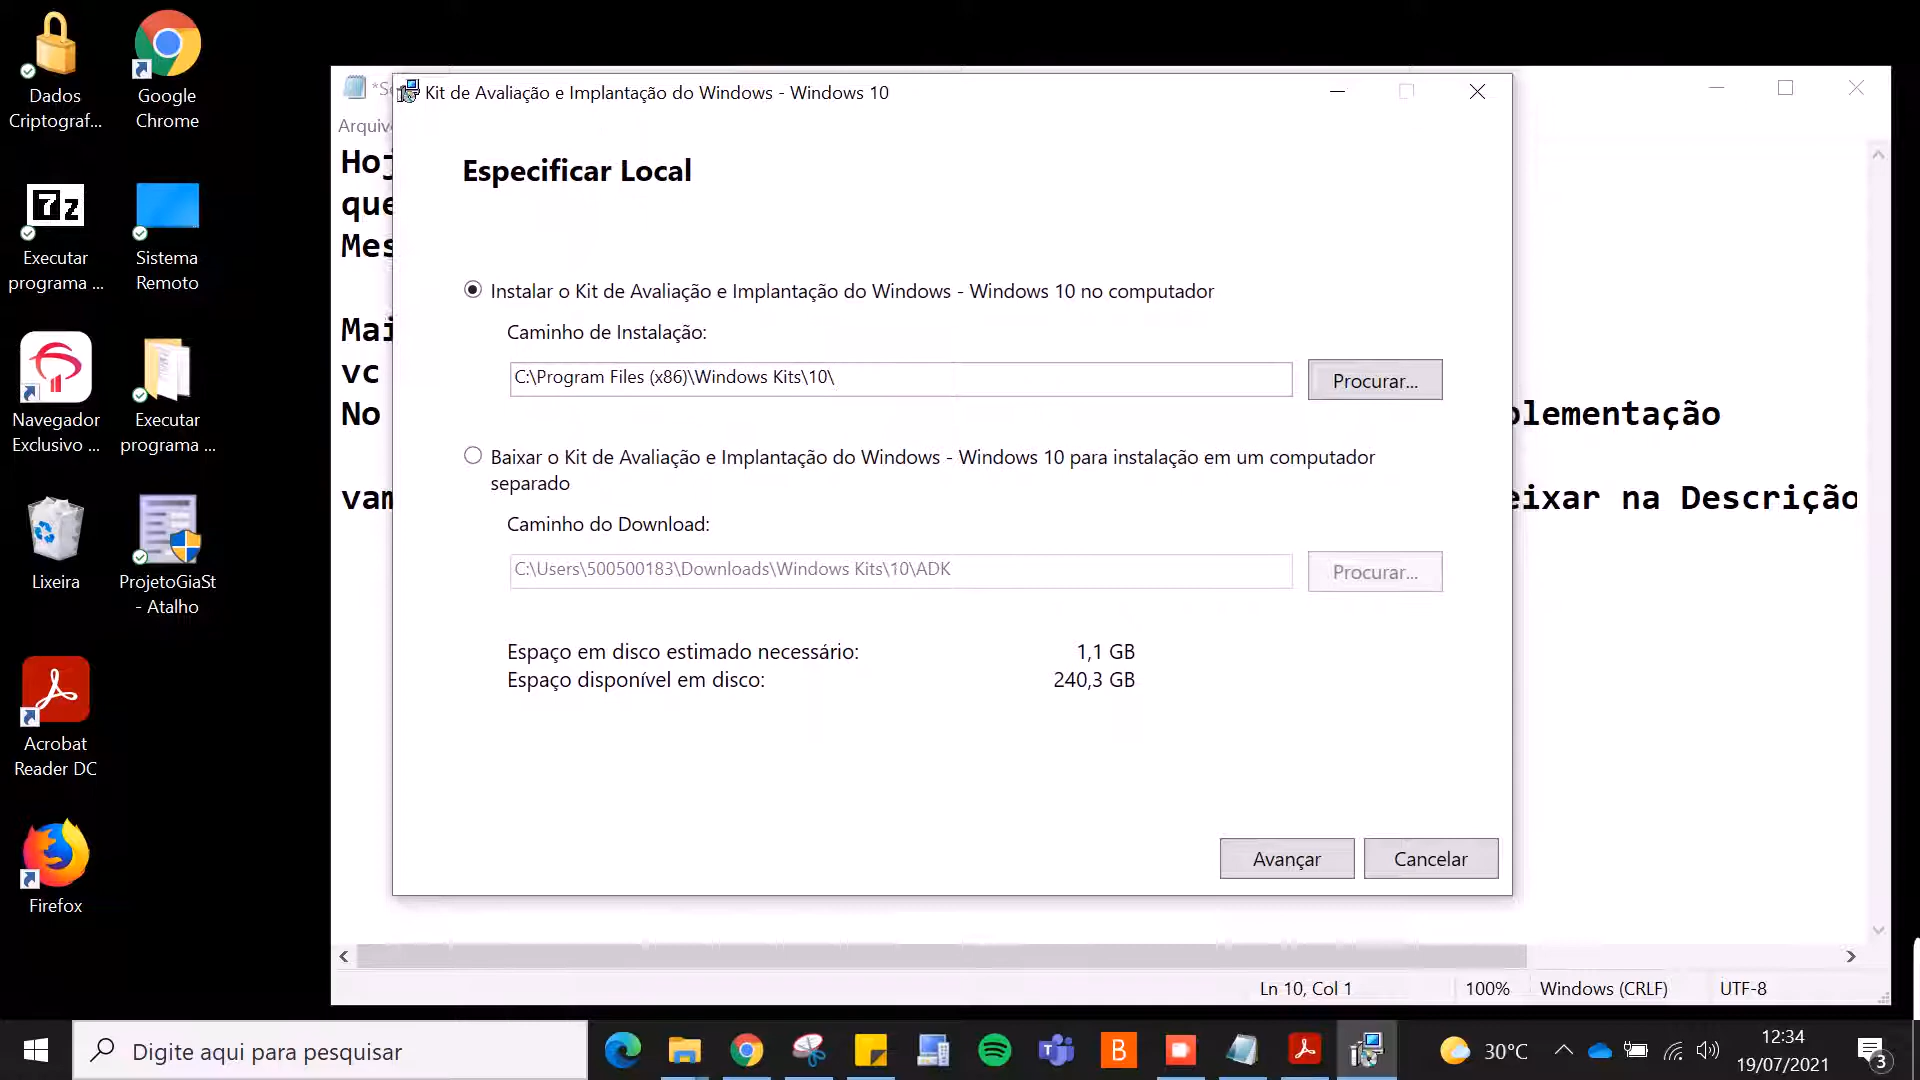 Dados
Criptograf...
Google
Chrome
Executar
programa ...
Sistema
Remoto
Navegador
Exclusivo ...
Executar
programa ...
Lixeira
ProjetoGiaSt
- Atalho
Acrobat
Reader DC
Firefox
Kit de Avaliação e Implantação do Windows - Windows 10
Especificar Local
Instalar o Kit de Avaliação e Implantação do Windows - Windows 10 no computador
Caminho de Instalação:
C:\Program Files (x86)\Windows Kits\10\
Procurar...
Baixar o Kit de Avaliação e Implantação do Windows - Windows 10 para instalação em um computador
separado
Caminho do Download:
C:\Users\500500183\Downloads\Windows Kits\10\ADK
Procurar...
Espaço em disco estimado necessário: 1,1 GB
Espaço disponível em disco: 240,3 GB
Avançar
Cancelar
Arquiv
Hoj
que
Mes
Mai
vc
No plementação
vam eixar na Descrição
Ln 10, Col 1
100%
Windows (CRLF)
UTF-8
Digite aqui para pesquisar
30°C
12:34
19/07/2021
3